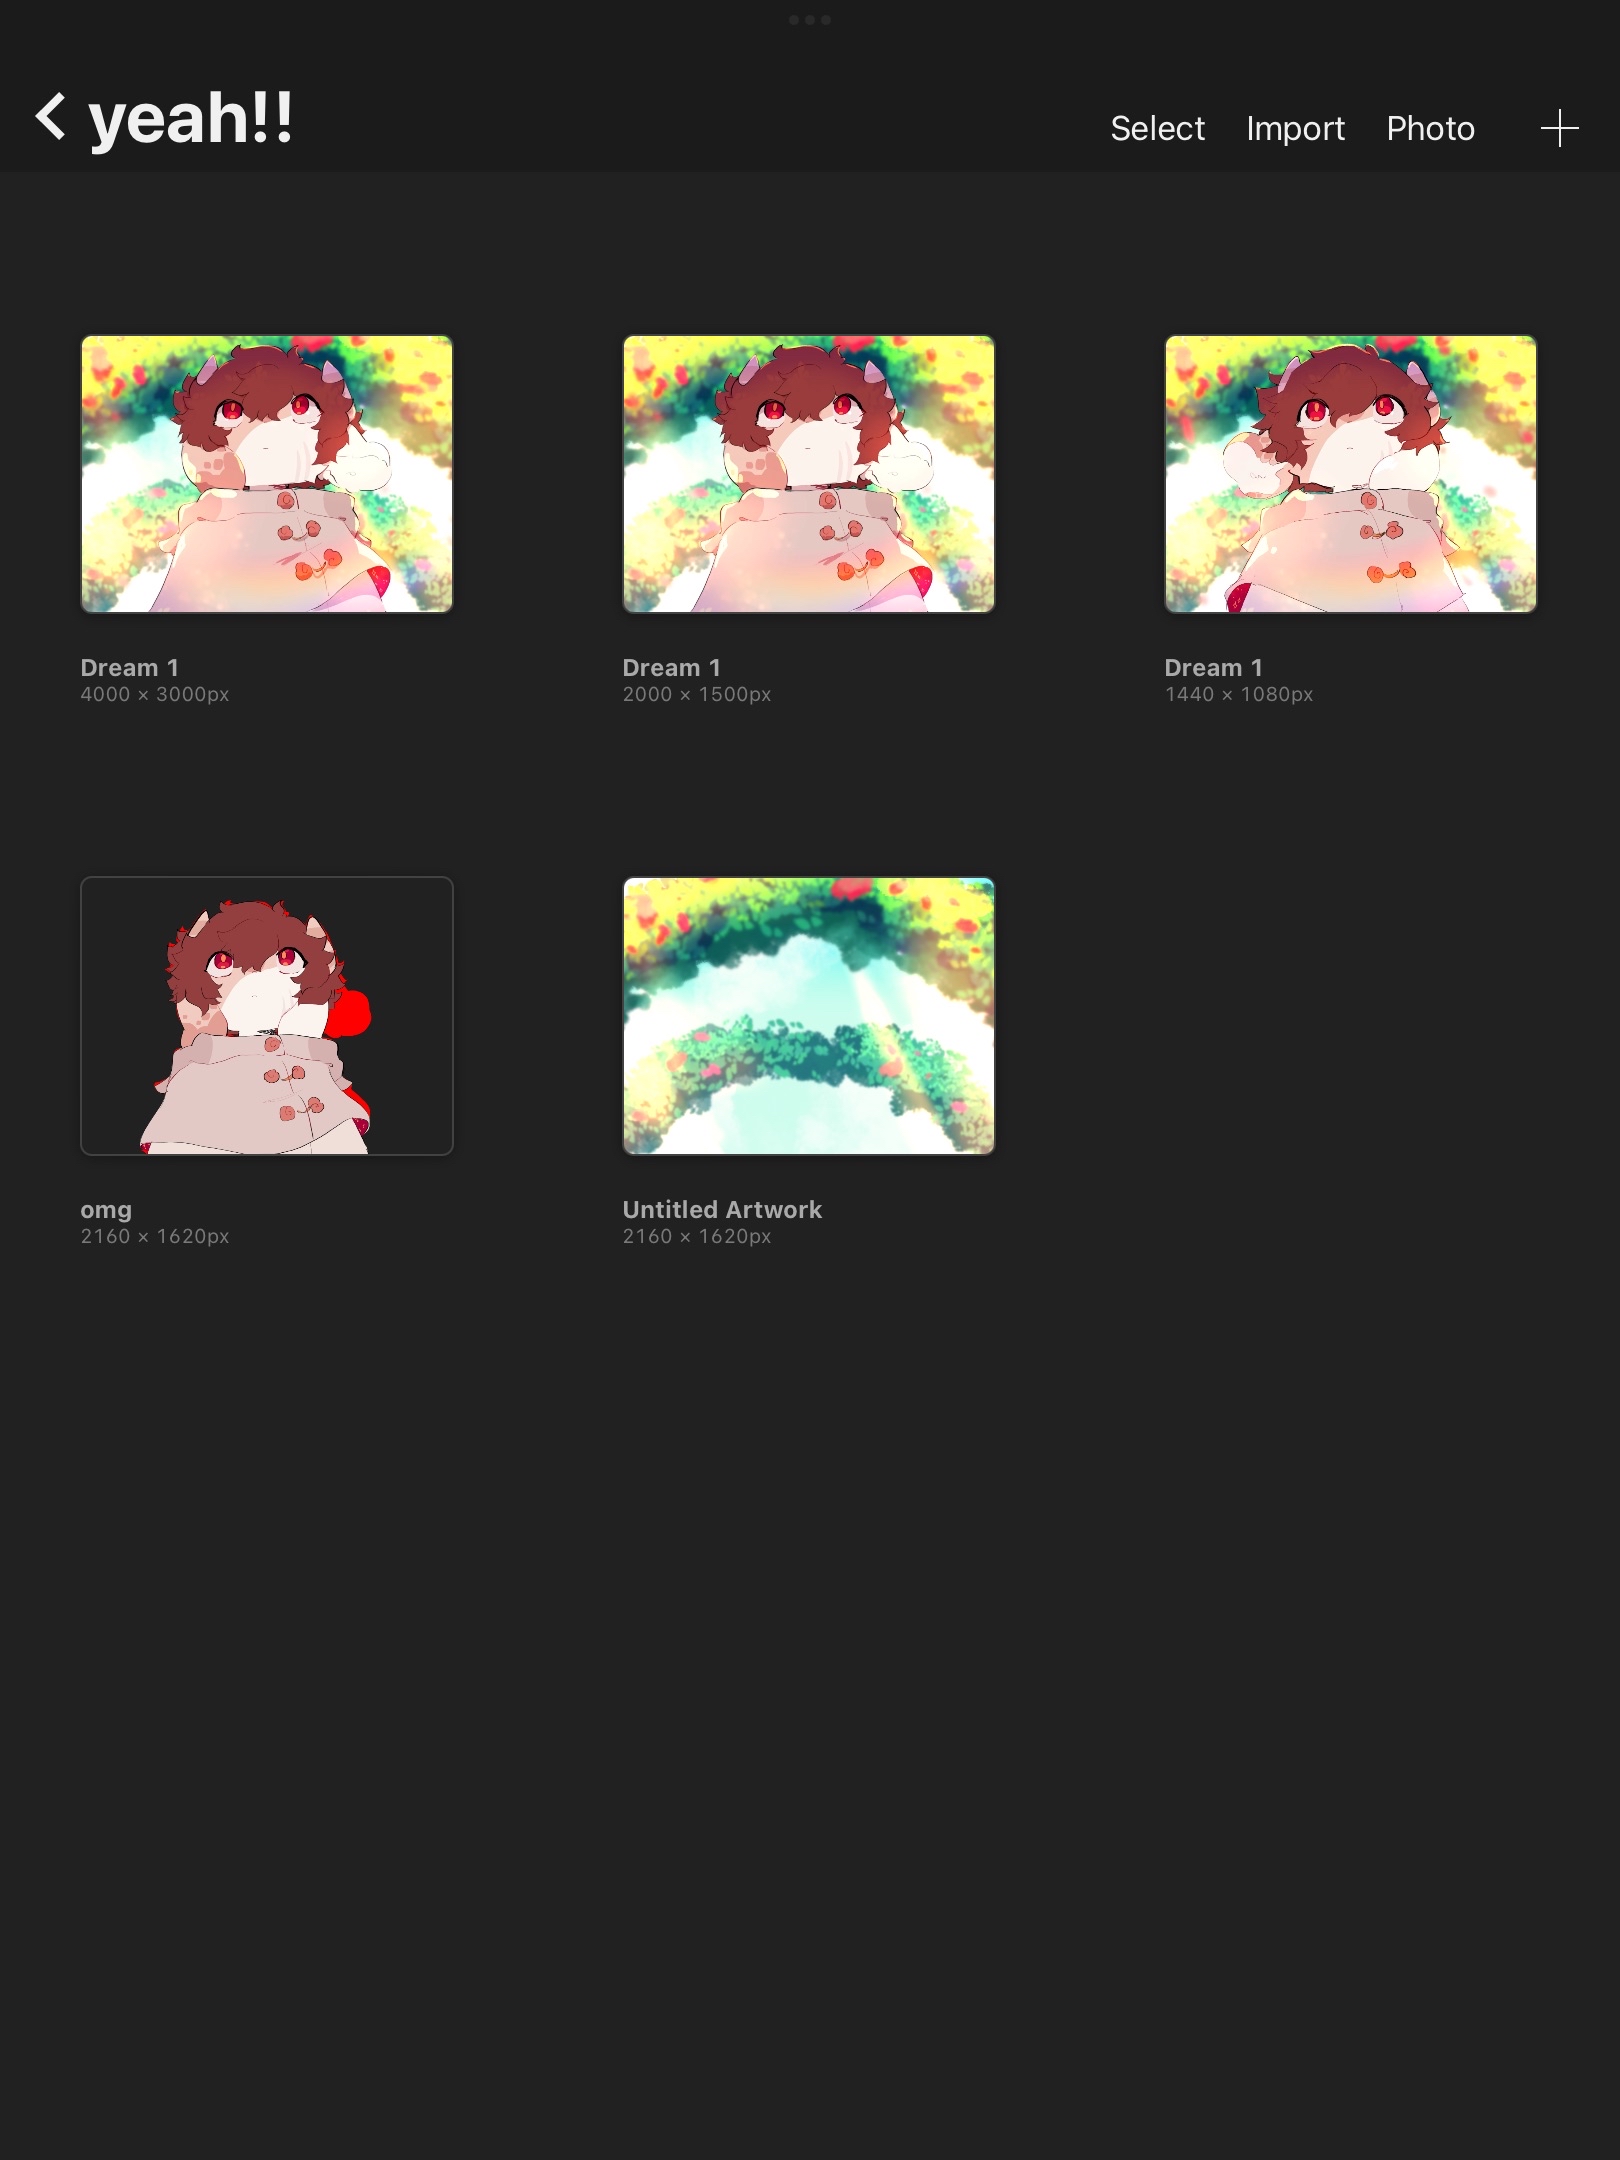 yeah!!
Select Import Photo
Dream 1
4000 × 3000px
Dream 1
2000 × 1500px
Dream 1
1440 × 1080px
omg
2160 × 1620px
Untitled Artwork
2160 × 1620px